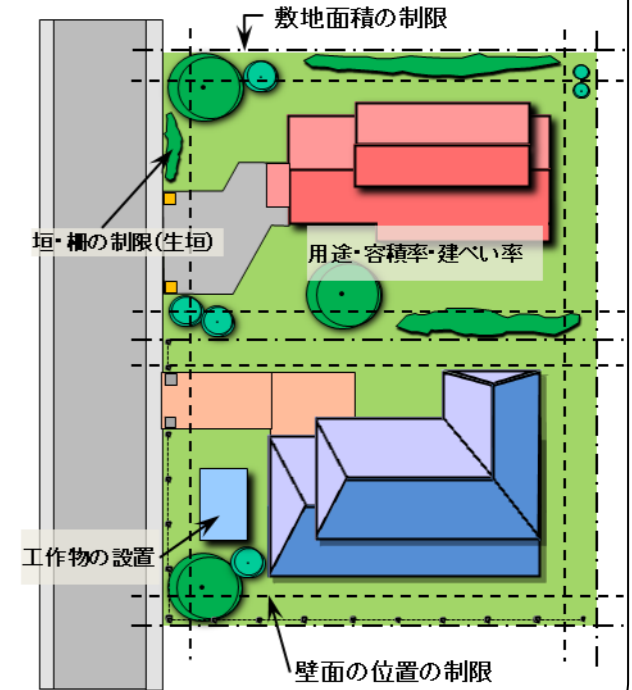 敷地面積の制限
垣・柵の制限(生垣)
用途・容積率・建ぺい率
工作物の設置
壁面の位置の制限